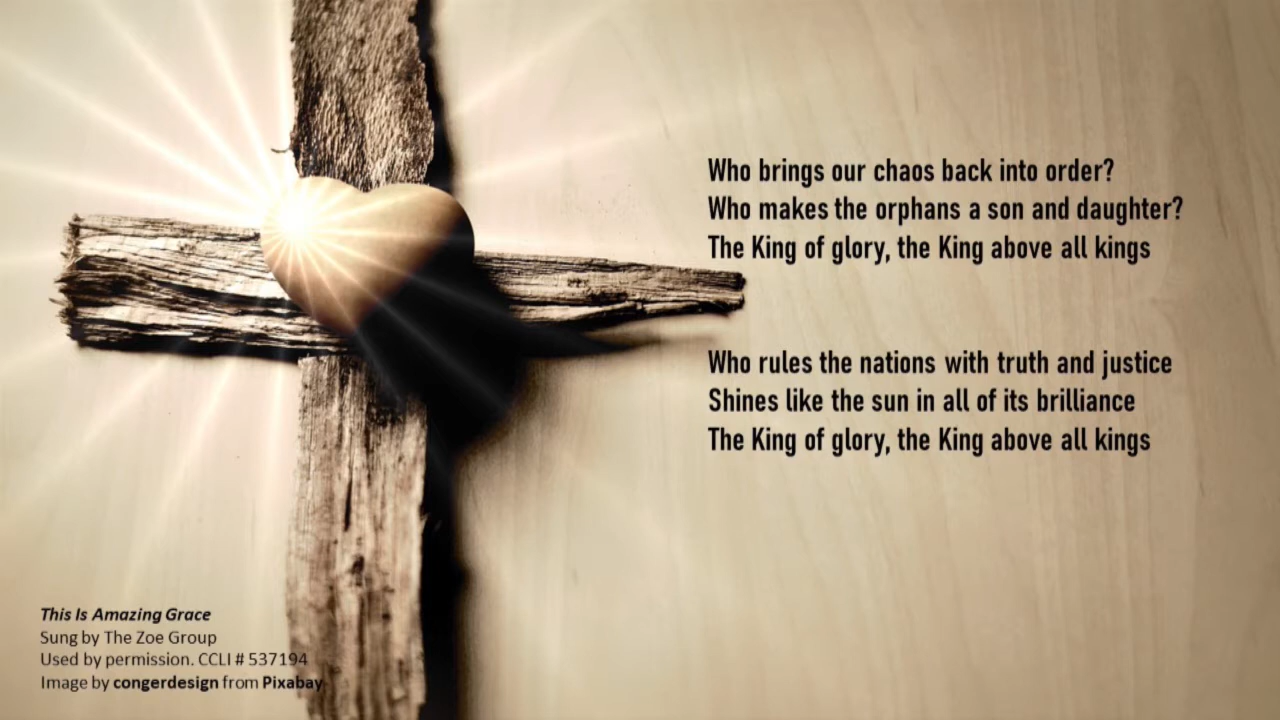 Who brings our chaos back into order?
Who makes the orphans a son and daughter?
The King of glory, the King above all kings
Who rules the nations with truth and justice
Shines like the sun in all of its brilliance
The King of glory, the King above all kings
This Is Amazing Grace
Sung by The Zoe Group
Used by permission. CCLI # 537194
Image by congerdesign from Pixabay